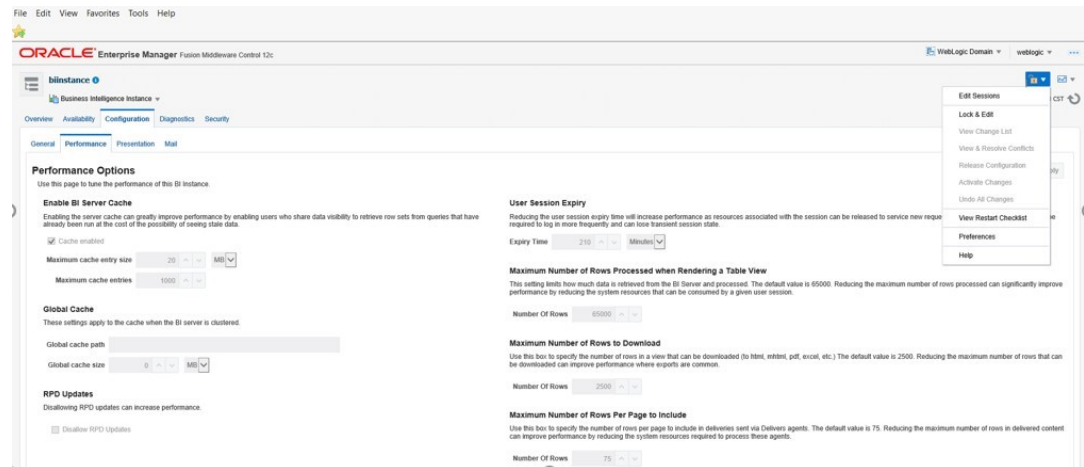 File Edit View Favorites Tools Help
ORACLE Enterprise Manager Fusion Middleware Control 12c
WebLogic Domain
weblogic
biinstance
Business Intelligence Instance
CST
Overview Availability Configuration Diagnostics Security
General Performance Presentation Mail
Edit Sessions
Lock & Edit
View Change List
View & Resolve Conflicts
Release Configuration
Activate Changes
Undo All Changes
View Restart Checklist
Preferences
Help
Performance Options
Use this page to tune the performance of this BI Instance.
Enable BI Server Cache
Enabling the server cache can greatly improve performance by enabling users who share data visibility to retrieve row sets from queries that have
already been run at the cost of the possibility of seeing stale data.
Cache enabled
Maximum cache entry size 20 MB
Maximum cache entries 1000
Global Cache
These settings apply to the cache when the BI server is clustered.
Global cache path
Global cache size 0 MB
RPD Updates
Disallowing RPD updates can increase performance.
Disallow RPD Updates
User Session Expiry
Reducing the user session expiry time will increase performance as resources associated with the session can be released to service new
required to log in more frequently and can lose transient session state.
Expiry Time 210 Minutes
Maximum Number of Rows Processed when Rendering a Table View
This setting limits how much data is retrieved from the BI Server and processed. The default value is 65000. Reducing the maximum number of rows processed can significantly improve
performance by reducing the system resources that can be consumed by a given user session.
Number Of Rows 65000
Maximum Number of Rows to Download
Use this box to specify the number of rows in a view that can be downloaded (to html, mhtml, pdf, excel, etc.) The default value is 2500. Reducing the maximum number of rows that can
be downloaded can improve performance where exports are common.
Number Of Rows 2500
Maximum Number of Rows Per Page to Include
Use this box to specify the number of rows per page to include in deliveries sent via Delivers agents. The default value is 75. Reducing the maximum number of rows in delivered content
can improve performance by reducing the system resources required to process these agents.
Number Of Rows 75